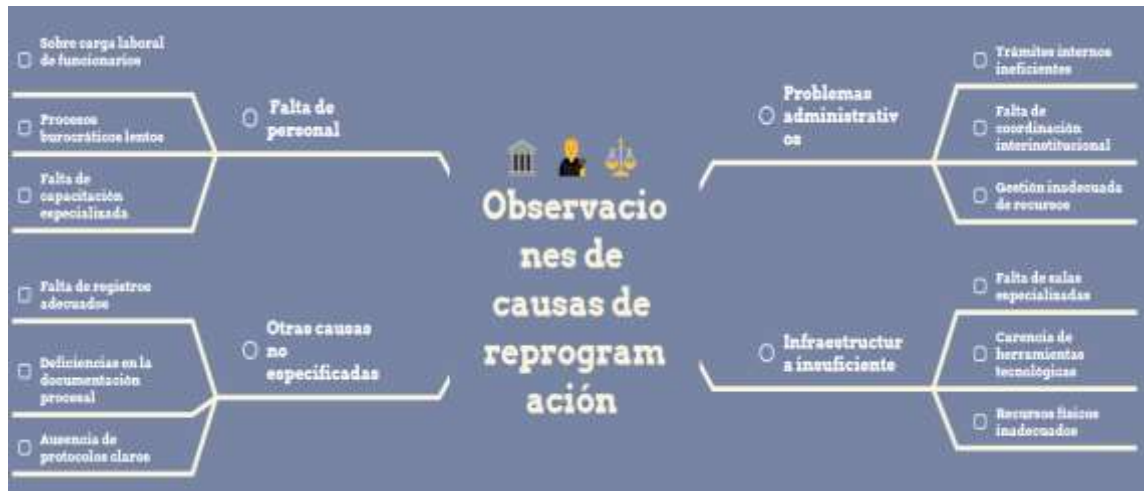 Sobre carga laboral
de funcionarios
Procesos
burocráticos lentos
Falta de
capacitación
especializada
Falta de
personal
Falta de registros
adecuados
Deficiencias en la
documentación
procesal
Ausencia de
protocolos claros
Otras causas
no
especificadas
Observacio
nes de
causas de
reprogram
ación
Problemas
administrativ
os
Trámites internos
ineficientes
Falta de
coordinación
interinstitucional
Gestión inadecuada
de recursos
Infraestructur
a insuficiente
Falta de salas
especializadas
Carencia de
herramientas
tecnológicas
Recursos físicos
inadecuados